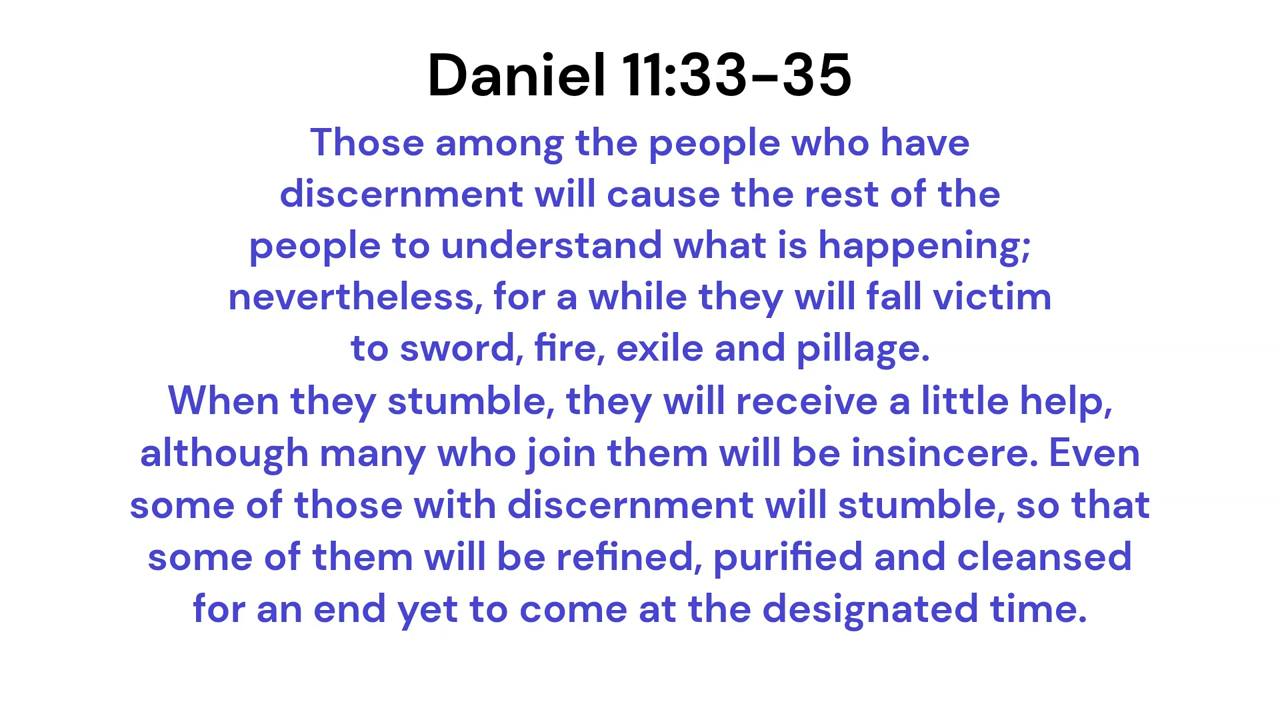 Daniel 11:33-35
Those among the people who have
discernment will cause the rest of the
people to understand what is happening;
nevertheless, for a while they will fall victim
to sword, fire, exile and pillage.
When they stumble, they will receive a little help,
although many who join them will be insincere. Even
some of those with discernment will stumble, so that
some of them will be refined, purified and cleansed
for an end yet to come at the designated time.